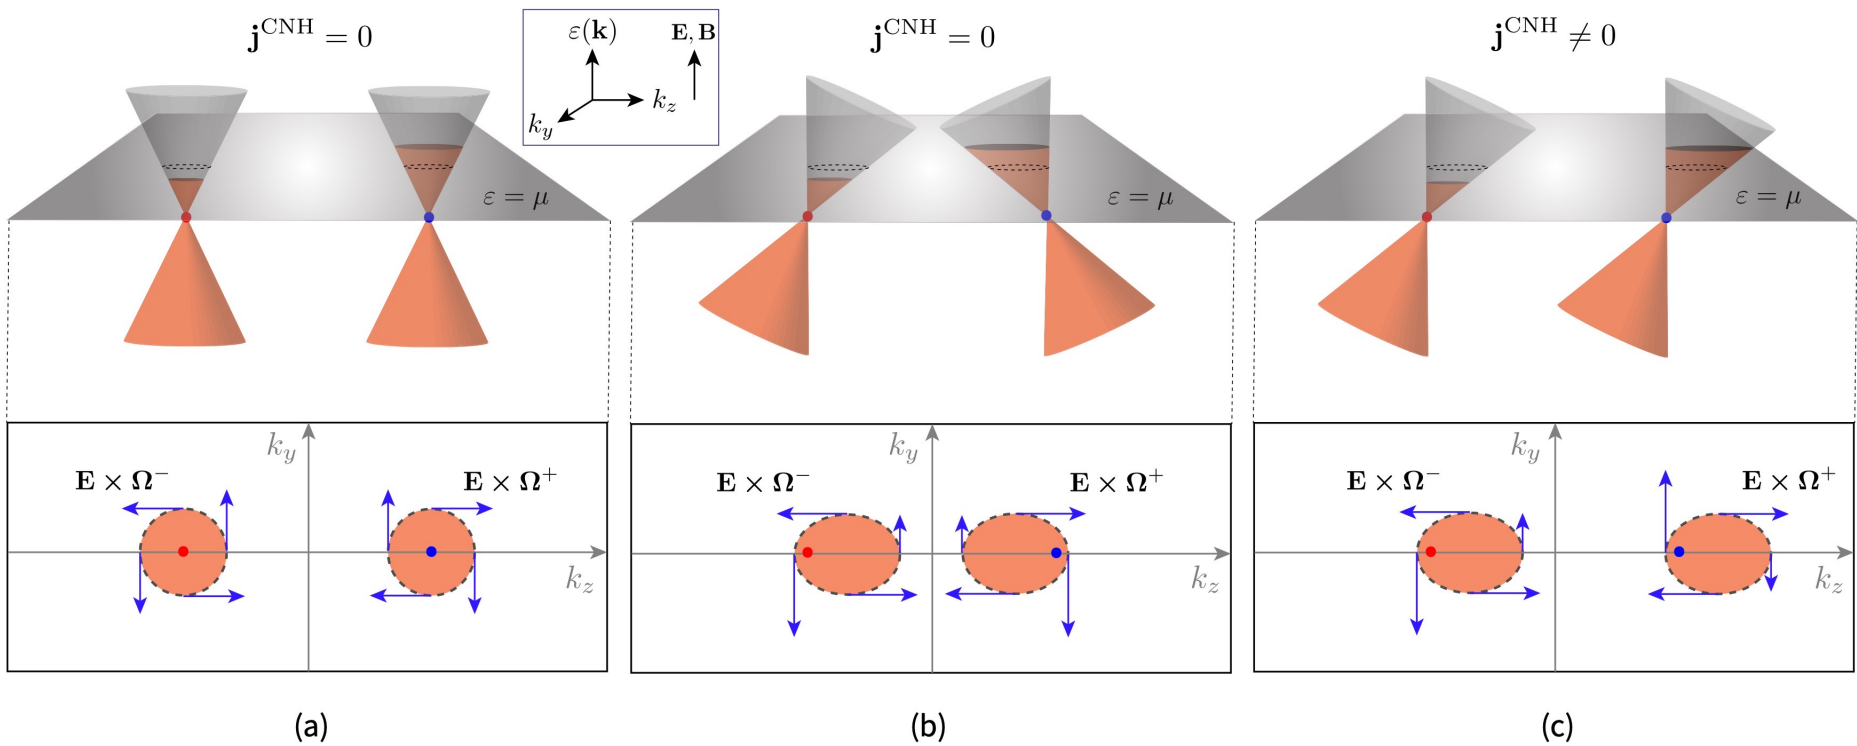 j^CNH = 0
ε(k)
E, B
k_z
k_y
j^CNH = 0
j^CNH ≠ 0
ε = μ
ε = μ
ε = μ
k_y
E × Ω^−
E × Ω^+
k_z
k_y
E × Ω^−
E × Ω^+
k_z
k_y
E × Ω^−
E × Ω^+
k_z
(a)
(b)
(c)